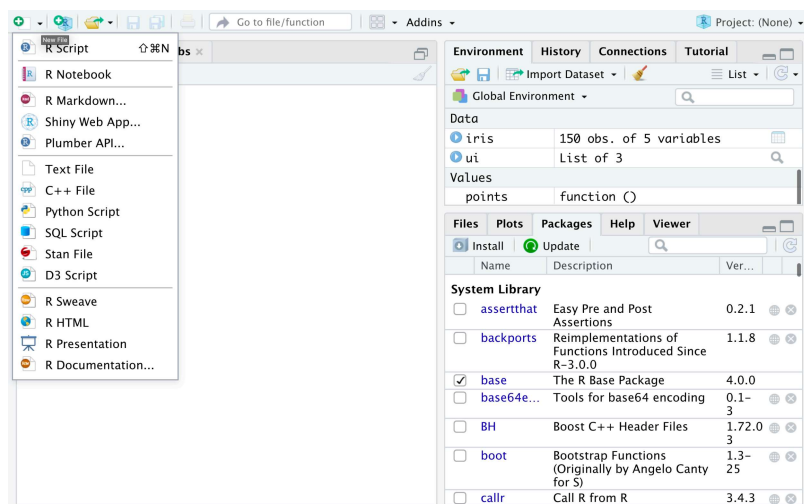 Go to file/function
Addins
Project: (None)
New File
R Script ⇧⌘N
R Notebook
R Markdown...
Shiny Web App...
Plumber API...
Text File
C++ File
Python Script
SQL Script
Stan File
D3 Script
R Sweave
R HTML
R Presentation
R Documentation...
bs
Environment History Connections Tutorial
Import Dataset List
Global Environment
Data
iris 150 obs. of 5 variables
ui List of 3
Values
points function ()
Files Plots Packages Help Viewer
Install Update
Name Description Ver...
System Library
assertthat Easy Pre and Post 0.2.1
Assertions
backports Reimplementations of 1.1.8
Functions Introduced Since
R-3.0.0
base The R Base Package 4.0.0
base64e... Tools for base64 encoding 0.1-
3
BH Boost C++ Header Files 1.72.0
3
boot Bootstrap Functions 1.3-
(Originally by Angelo Canty 25
for S)
callr Call R from R 3.4.3